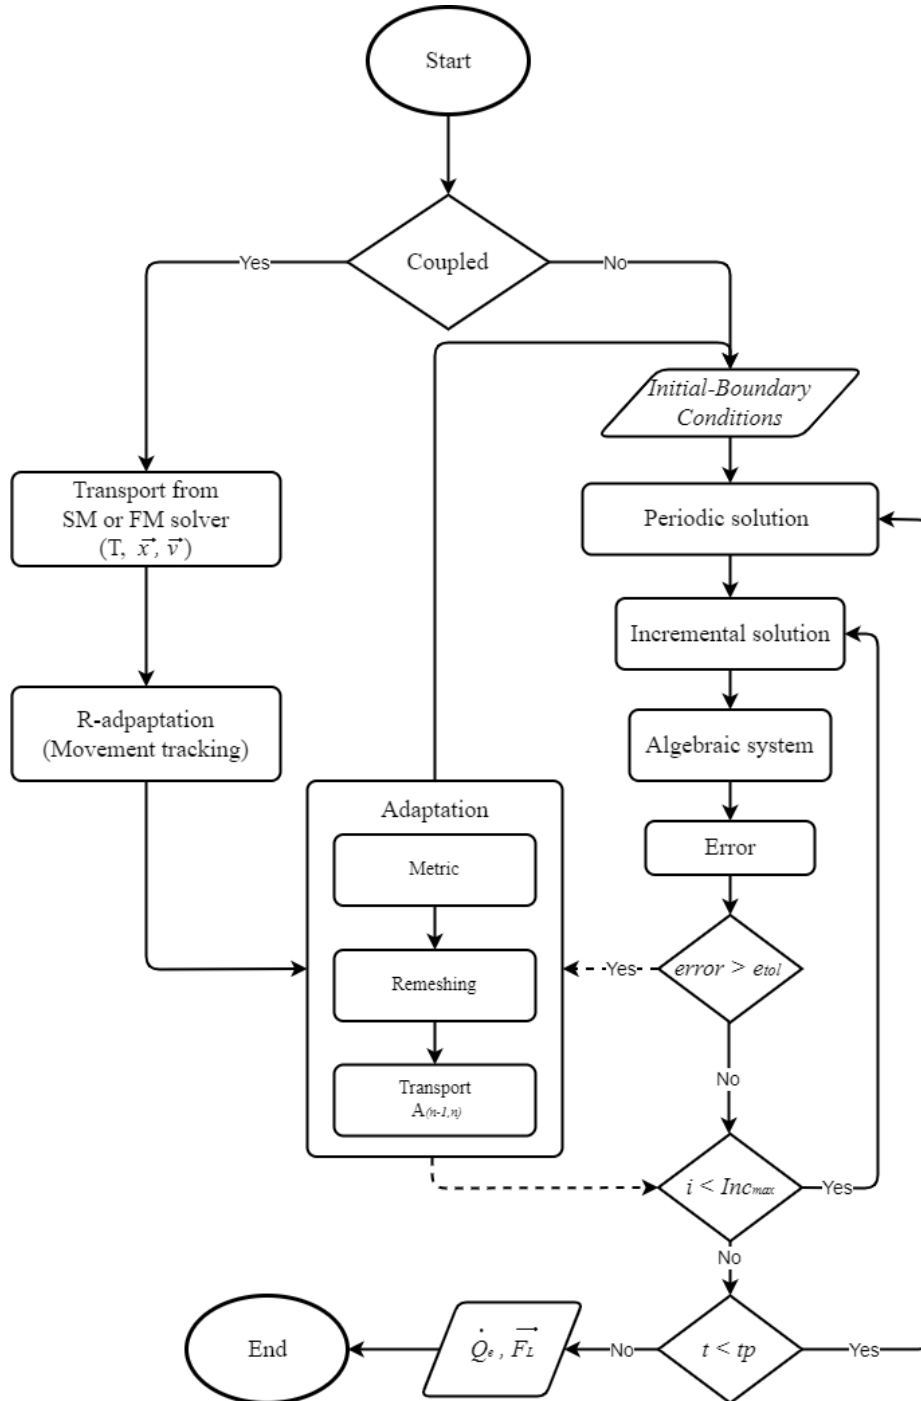 Start
Coupled
Yes
No
Initial-Boundary
Conditions
Transport from
SM or FM solver
(T, x⃗, v⃗)
Periodic solution
Incremental solution
R-adpaptation
(Movement tracking)
Algebraic system
Adaptation
Error
Metric
error > etol
Yes
Remeshing
No
Transport
A(n-1,n)
i < Incmax
Yes
No
End
Q̇e , F⃗L
No
t < tp
Yes